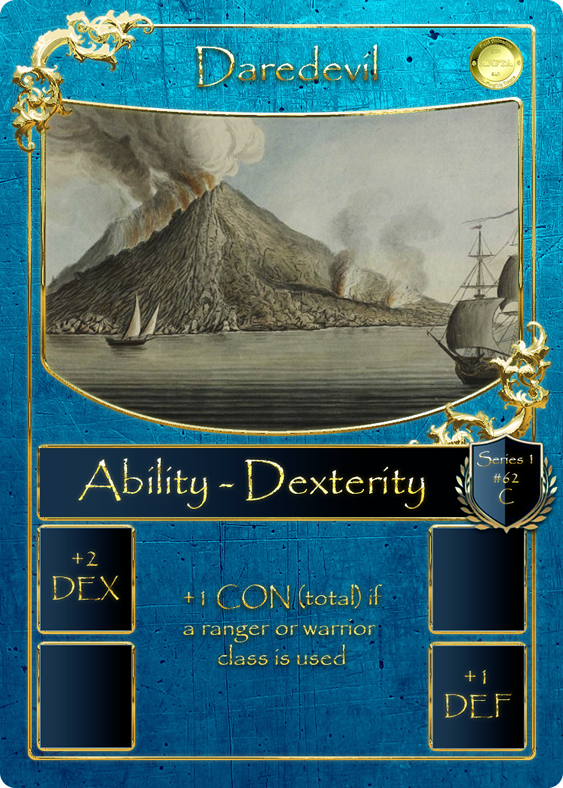 Daredevil
Ability - Dexterity
Series 1
#62
C
+2
DEX
+1 CON (total) if
a ranger or warrior
class is used
+1
DEF